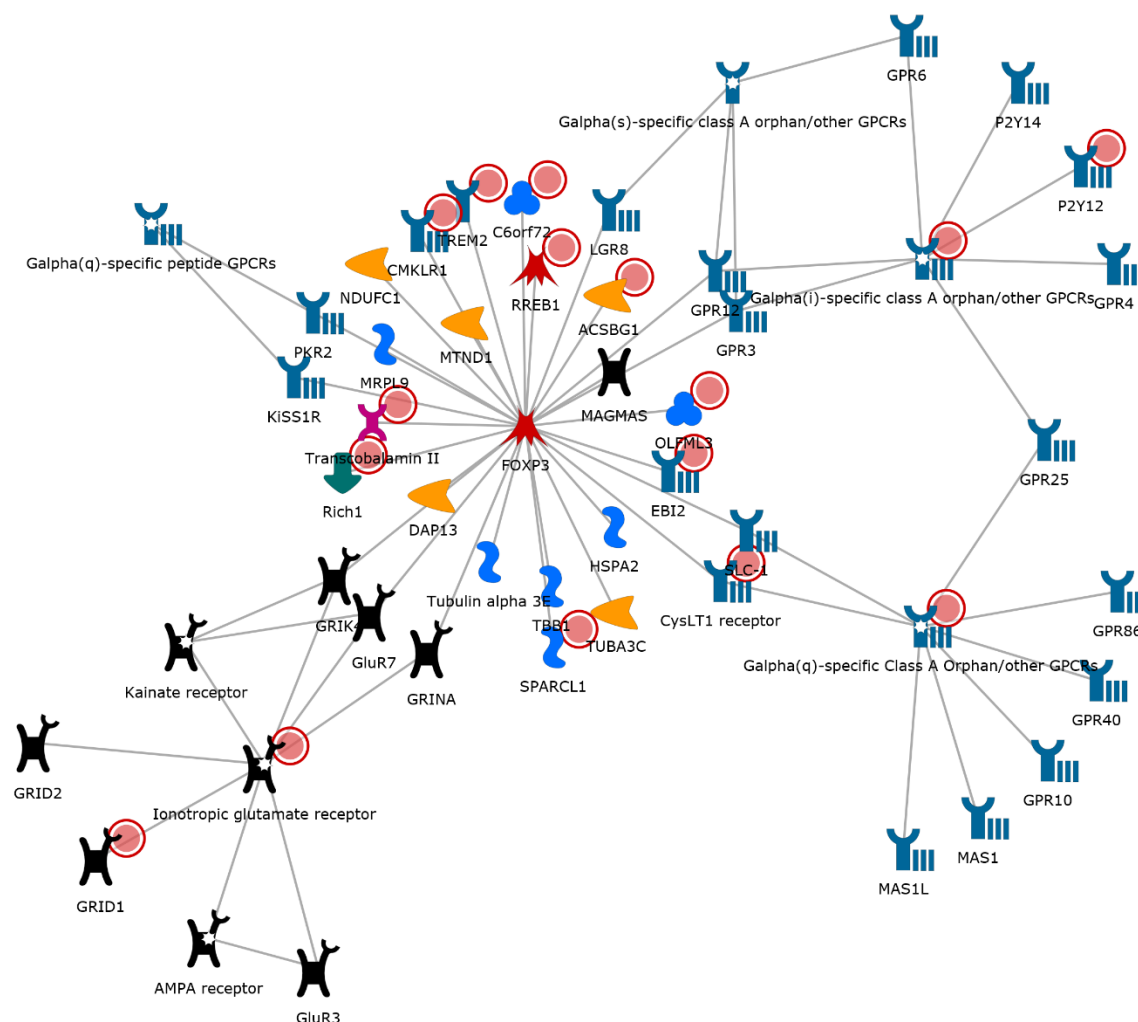 GPR6
P2Y14
Galpha(s)-specific class A orphan/other GPCRs
P2Y12
C6orf72
TREM2
LGR8
Galpha(q)-specific peptide GPCRs
CMKLR1
NDUFC1
RREB1
Galpha(i)-specific class A orphan/other GPCRs
GPR4
GPR12
ACSBG1
PKR2
MTND1
GPR3
MRPL9
KiSS1R
MAGMAS
OLFML3
Transcobalamin II
FOXP3
GPR25
Rich1
EBI2
DAP13
HSPA2
SLC-1
Tubulin alpha 3E
CysLT1 receptor
TBB1
GRIK4
TUBA3C
GPR86
GluR7
Kainate receptor
Galpha(q)-specific Class A Orphan/other GPCRs
SPARCL1
GRINA
GPR40
GRID2
Ionotropic glutamate receptor
GPR10
MAS1
GRID1
MAS1L
AMPA receptor
GluR3